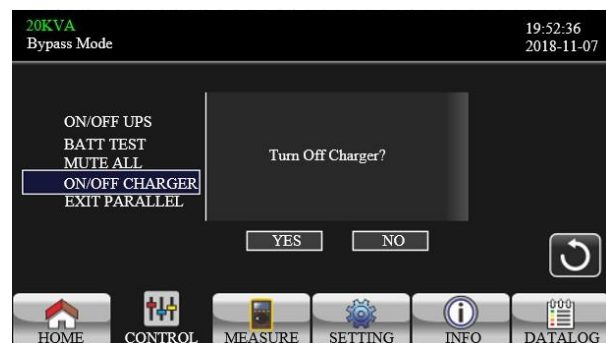 20KVA
Bypass Mode
19:52:36
2018-11-07
ON/OFF UPS
BATT TEST
MUTE ALL
ON/OFF CHARGER
EXIT PARALLEL
Turn Off Charger?
YES NO
HOME CONTROL MEASURE SETTING INFO DATALOG